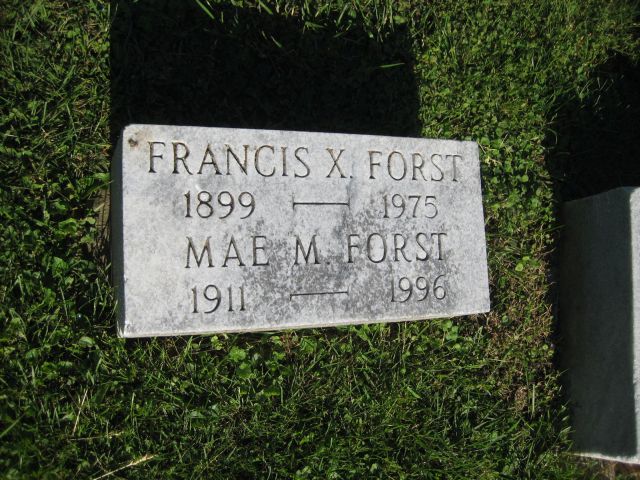 FRANCIS X. FORST
1899 — 1975
MAE M. FORST
1911 — 1996